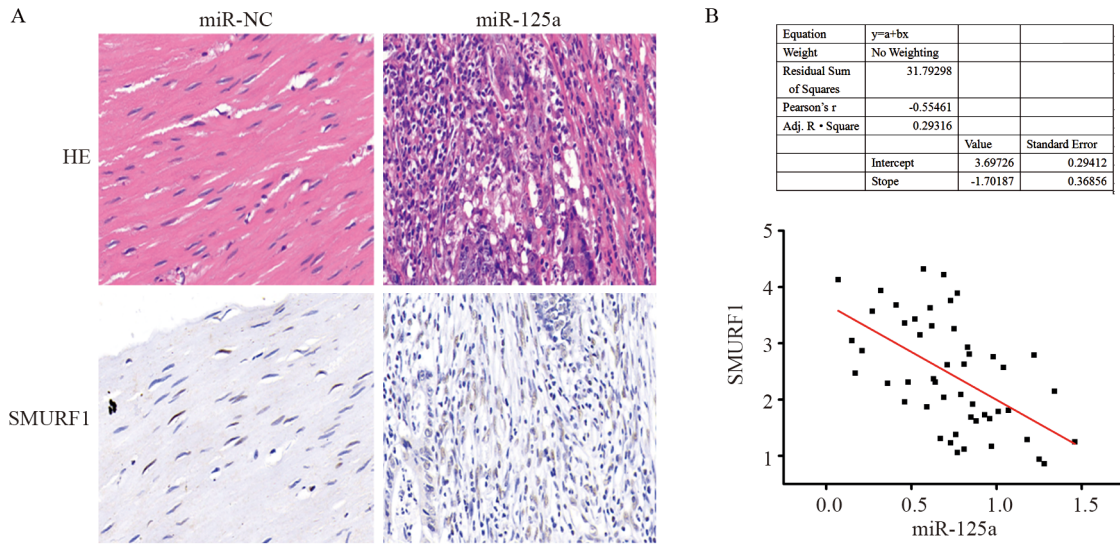 A
miR-NC
miR-125a
HE
SMURF1
B
Equation y=a+bx
Weight No Weighting
Residual Sum
of Squares
31.79298
Pearson's r -0.55461
Adj. R • Square 0.29316
Value Standard Error
Intercept 3.69726 0.29412
Stope -1.70187 0.36856
SMURF1
5
4
3
2
1
0.0 0.5 1.0 1.5
miR-125a